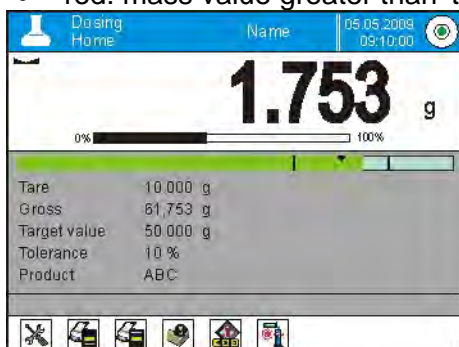 red: mass value greater than
Dosing
Home
Name
05.05.2009
09:10:00
1.753 g
0% 100%
Tare 10.000 g
Gross 61,753 g
Target value 50.000 g
Tolerance 10 %
Product ABC